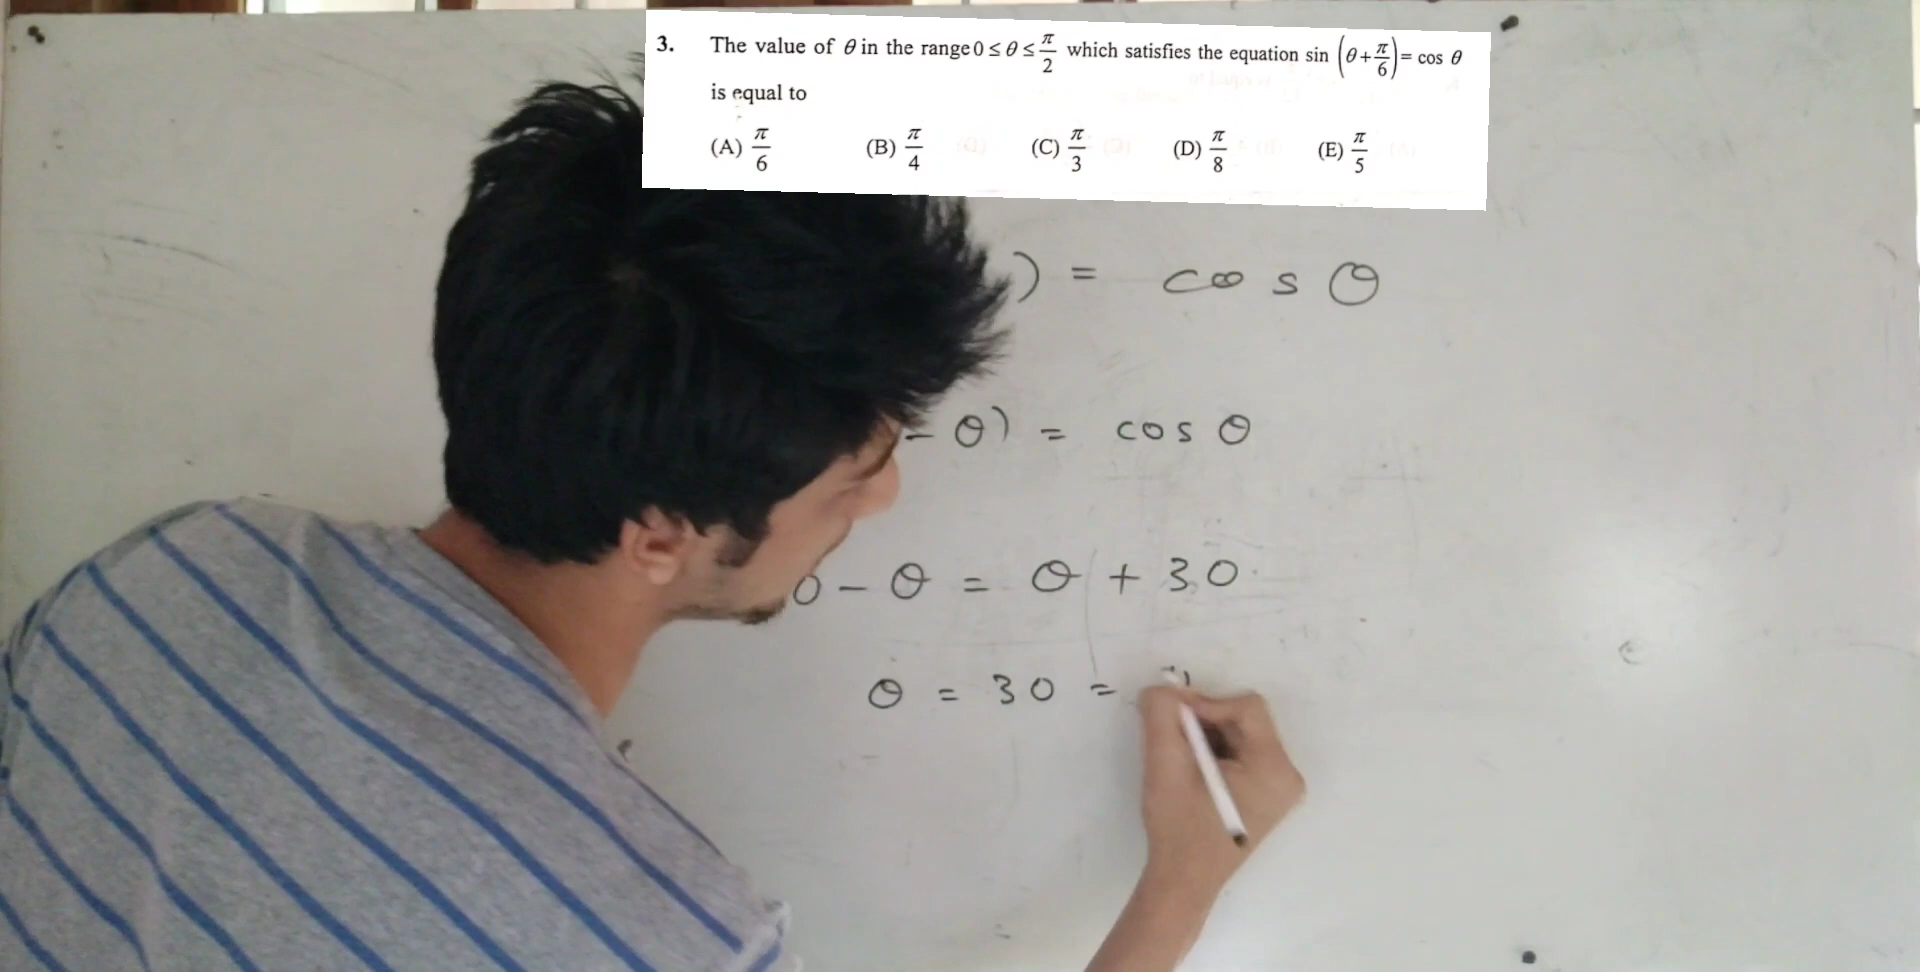 3. The value of θ in the range 0 ≤ θ ≤ π/2 which satisfies the equation sin (θ + π/6) = cos θ
is equal to
(A) π/6 (B) π/4 (C) π/3 (D) π/8 (E) π/5
) = cos θ
- θ) = cos θ
0 - θ = θ + 30
θ = 30 =